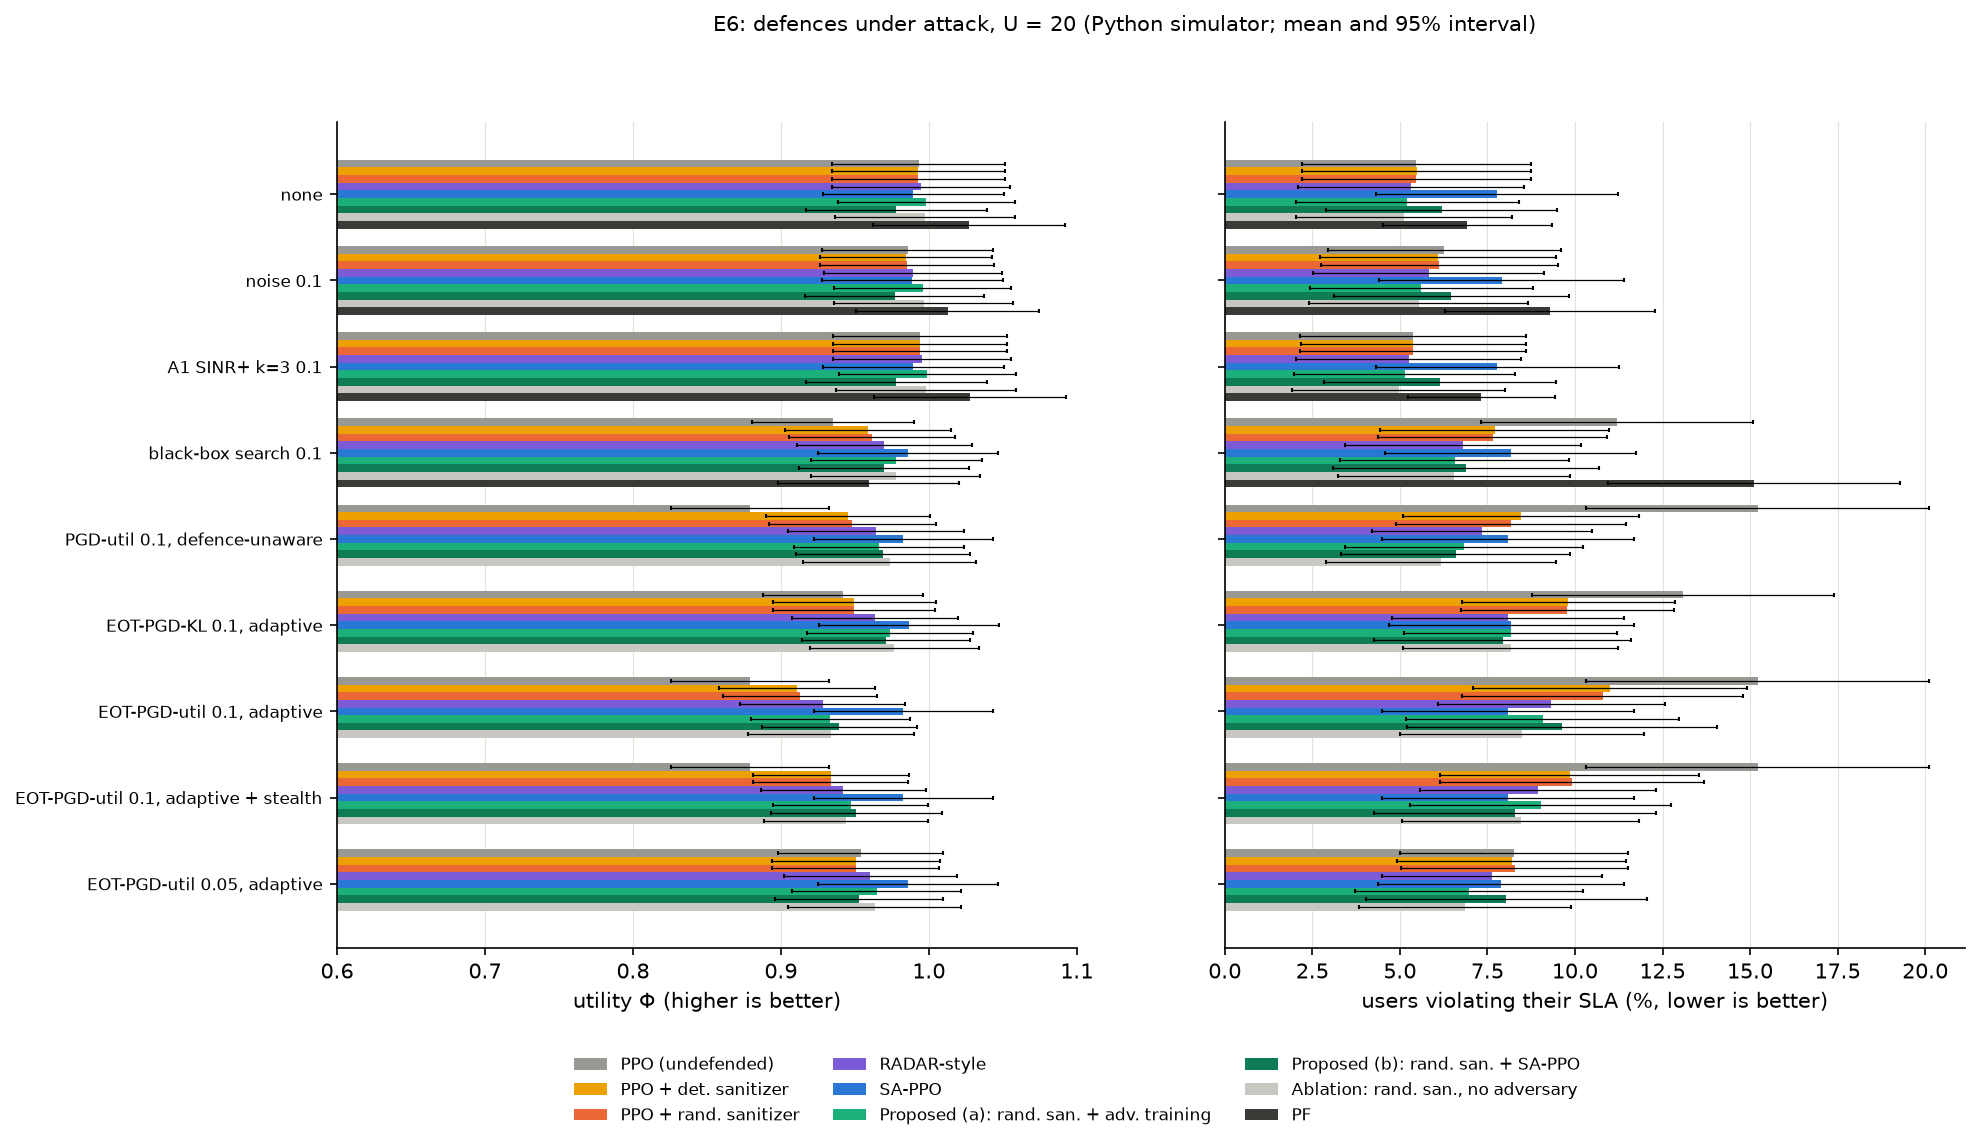 E6: defences under attack, U = 20 (Python simulator; mean and 95% interval)
none
noise 0.1
A1 SINR+ k=3 0.1
black-box search 0.1
PGD-util 0.1, defence-unaware
EOT-PGD-KL 0.1, adaptive
EOT-PGD-util 0.1, adaptive
EOT-PGD-util 0.1, adaptive + stealth
EOT-PGD-util 0.05, adaptive
0.6 0.7 0.8 0.9 1.0 1.1
utility Φ (higher is better)
0.0 2.5 5.0 7.5 10.0 12.5 15.0 17.5 20.0
users violating their SLA (%, lower is better)
PPO (undefended)
PPO + det. sanitizer
PPO + rand. sanitizer
RADAR-style
SA-PPO
Proposed (a): rand. san. + adv. training
Proposed (b): rand. san. + SA-PPO
Ablation: rand. san., no adversary
PF